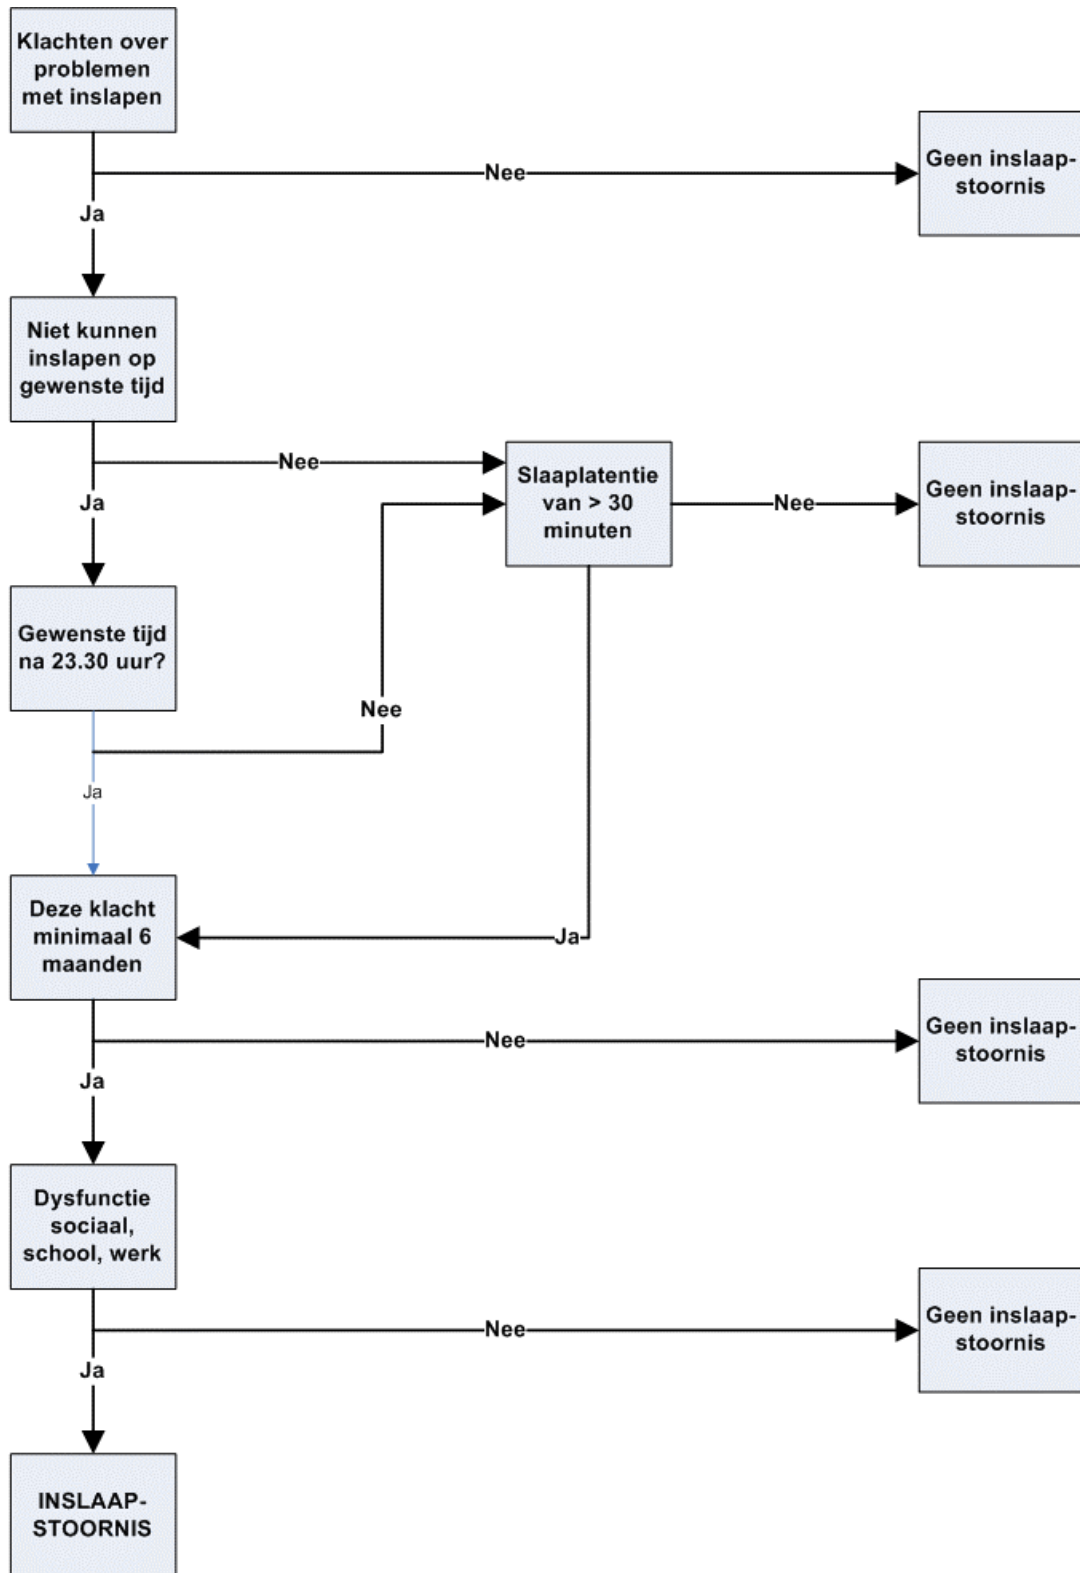 Klachten over
problemen
met inslapen
Nee
Geen inslaap-
stoornis
Ja
Niet kunnen
inslapen op
gewenste tijd
Nee
Slaaplatentie
van > 30
minuten
Nee
Geen inslaap-
stoornis
Ja
Gewenste tijd
na 23.30 uur?
Nee
Ja
Deze klacht
minimaal 6
maanden
Ja
Nee
Geen inslaap-
stoornis
Ja
Dysfunctie
sociaal,
school, werk
Nee
Geen inslaap-
stoornis
Ja
INSLAAP-
STOORNIS